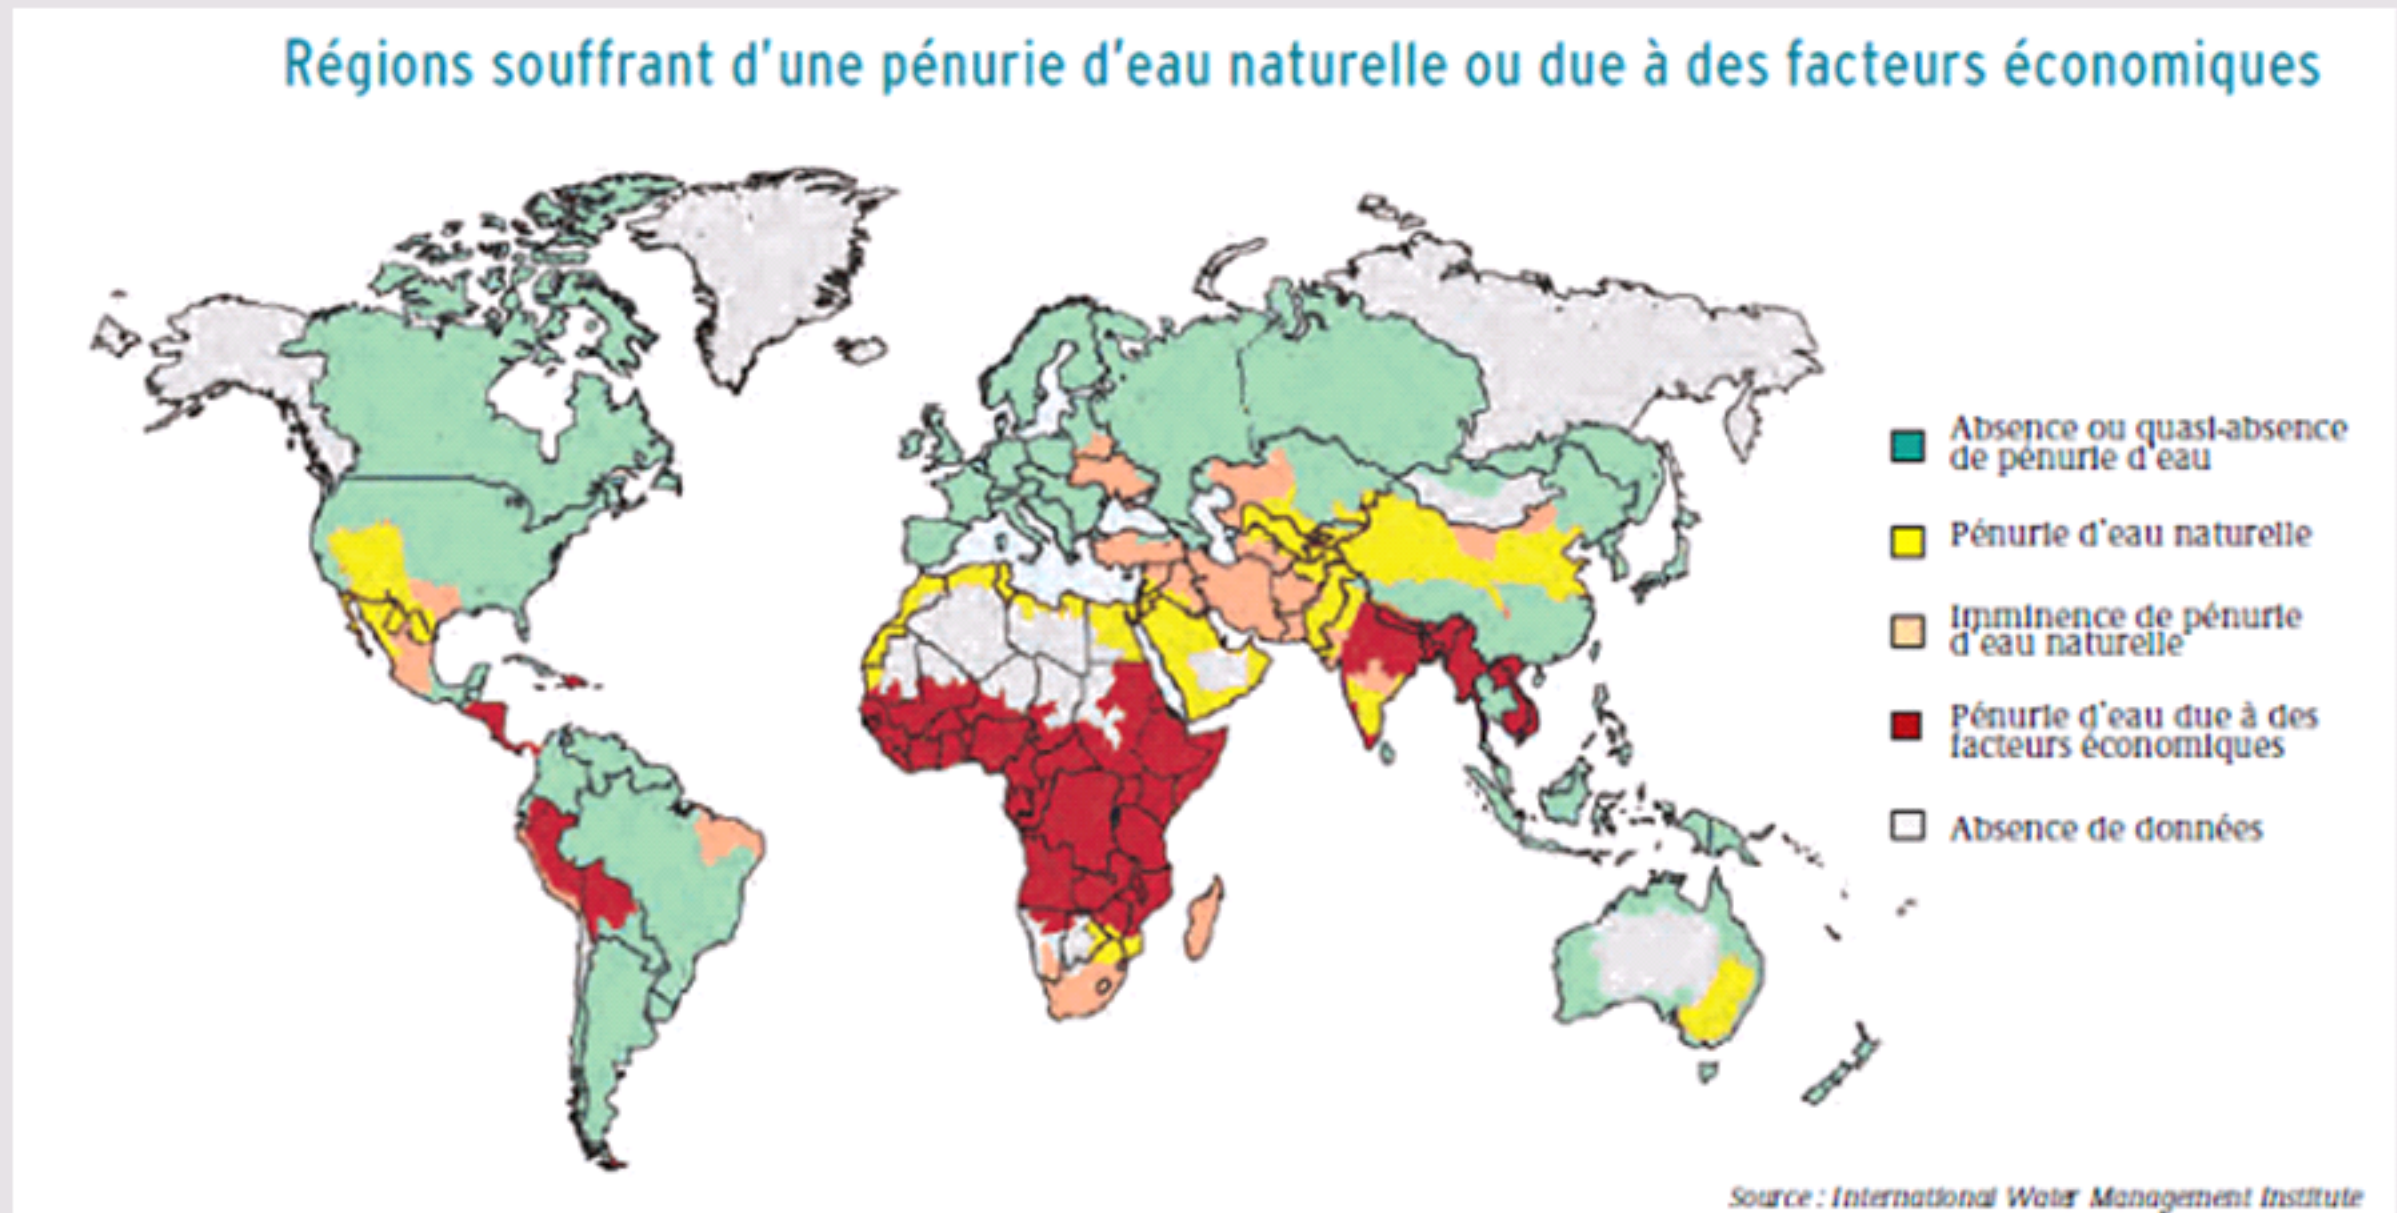 Régions souffrant d'une pénurie d'eau naturelle ou due à des facteurs économiques
Absence ou quasi-absence
de pénurie d'eau
Pénurie d'eau naturelle
Imminence de pénurie
d'eau naturelle
Pénurie d'eau due à des
facteurs économiques
Absence de données
Source : International Water Management Institute